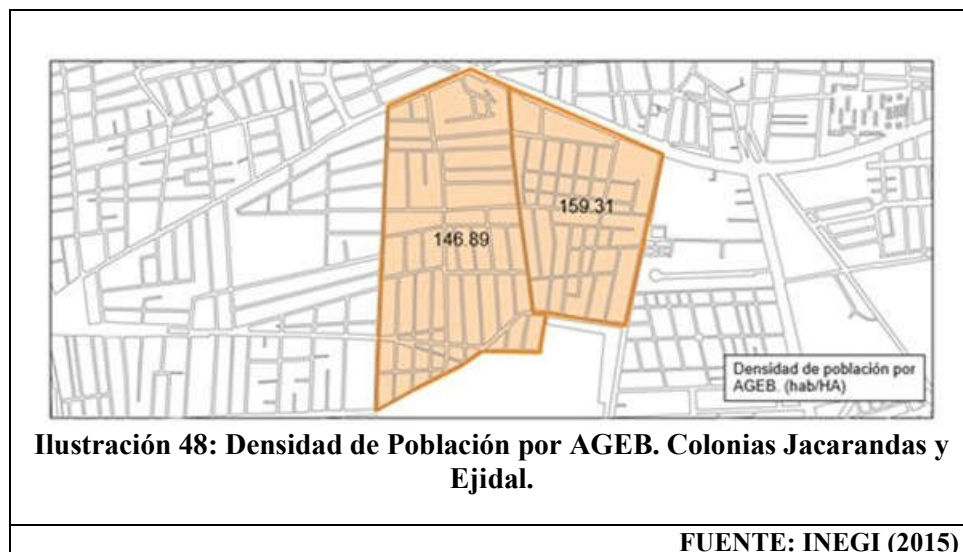 159.31
146.89
Densidad de población por
AGEB. (hab/HA)
Ilustración 48: Densidad de Población por AGEB. Colonias Jacarandas y
Ejidal.
FUENTE: INEGI (2015)